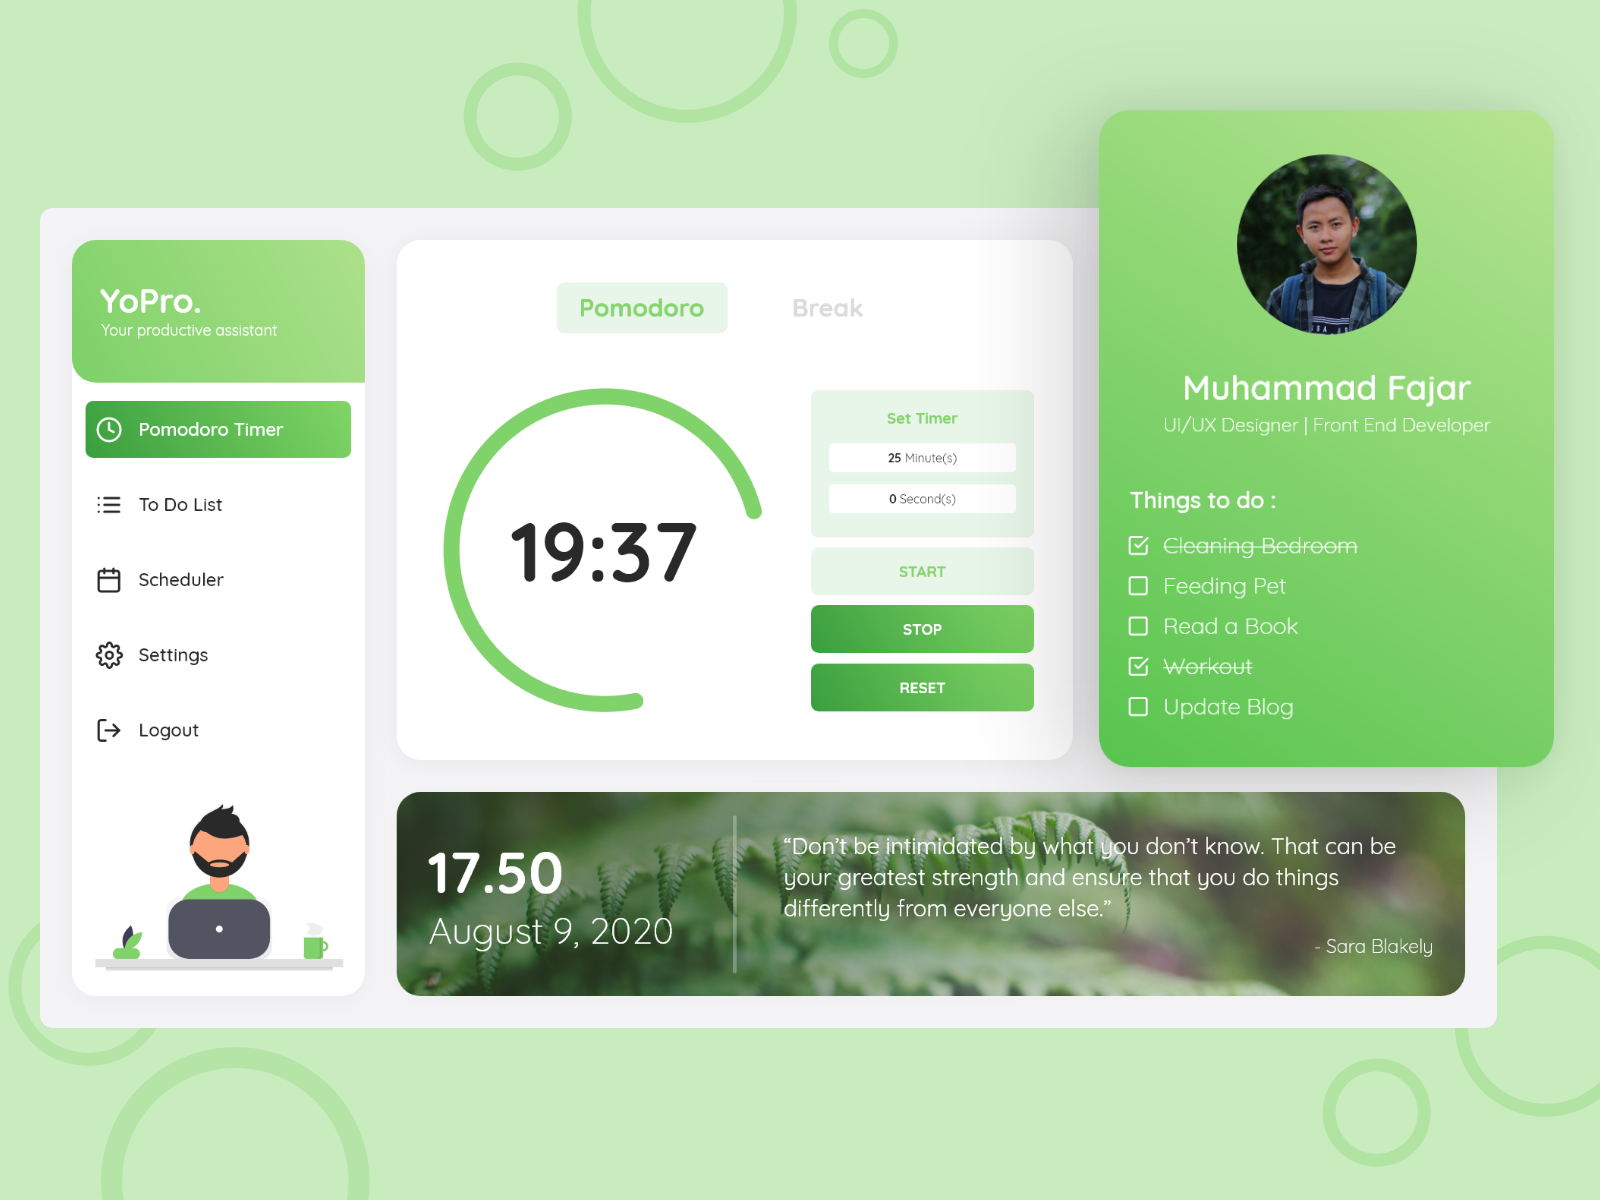 YoPro.
Your productive assistant
Pomodoro Timer
To Do List
Scheduler
Settings
Logout
Pomodoro
Break
19:37
Set Timer
25 Minute(s)
0 Second(s)
START
STOP
RESET
Muhammad Fajar
UI/UX Designer | Front End Developer
Things to do :
Cleaning Bedroom
Feeding Pet
Read a Book
Workout
Update Blog
17.50
August 9, 2020
“Don’t be intimidated by what you don’t know. That can be
your greatest strength and ensure that you do things
differently from everyone else.”
- Sara Blakely